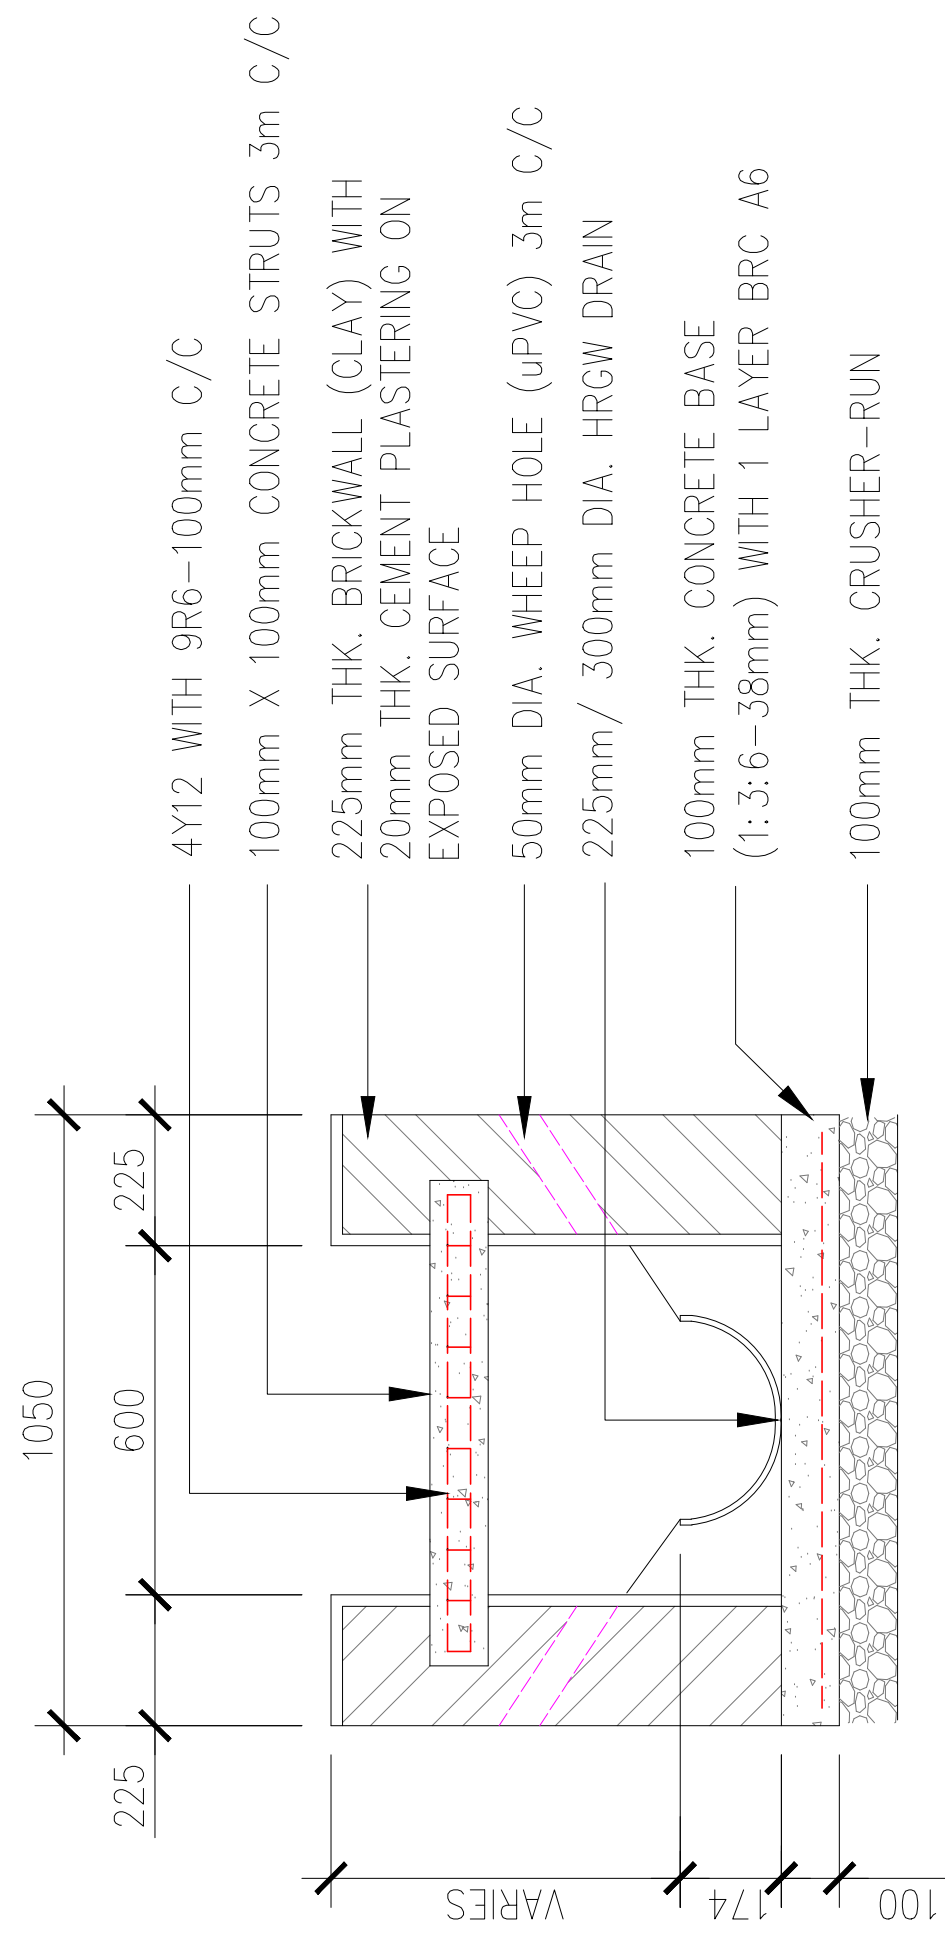 1050
225
600
225
4Y12 WITH 9R6-100mm C/C
100mm X 100mm CONCRETE STRUTS 3m C/C
225mm THK. BRICKWALL (CLAY) WITH
20mm THK. CEMENT PLASTERING ON
EXPOSED SURFACE
50mm DIA. WHEEP HOLE (uPVC) 3m C/C
225mm/ 300mm DIA. HRGW DRAIN
100mm THK. CONCRETE BASE
(1:3:6-38mm) WITH 1 LAYER BRC A6
100mm THK. CRUSHER-RUN
VARIES
174
100